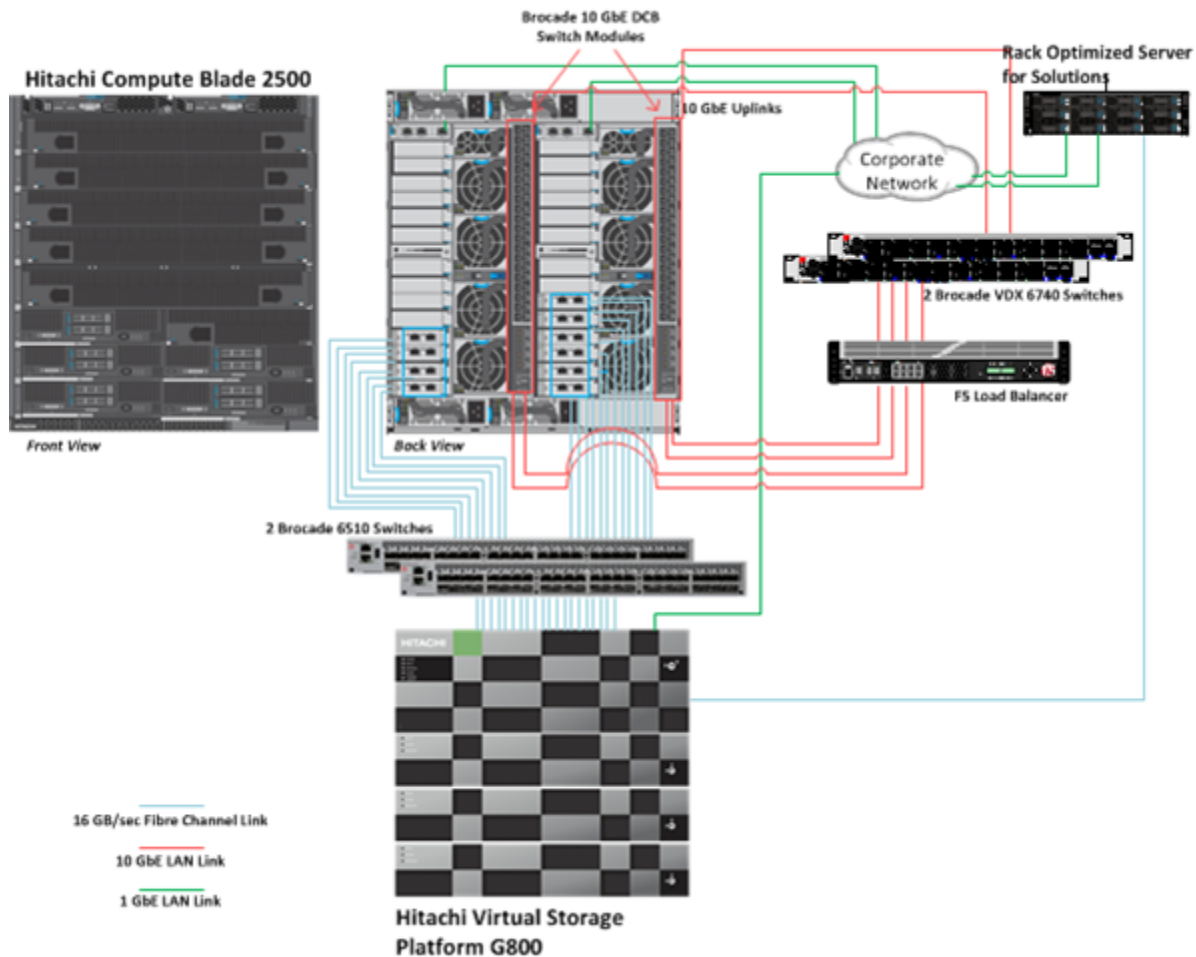 Brocade 10 GbE DCB
Switch Modules
Hitachi Compute Blade 2500
Rack Optimized Server
for Solutions
10 GbE Uplinks
Corporate
Network
2 Brocade VDX 6740 Switches
F5 Load Balancer
Front View
Back View
2 Brocade 6510 Switches
HITACHI
16 GB/sec Fibre Channel Link
10 GbE LAN Link
1 GbE LAN Link
Hitachi Virtual Storage
Platform G800